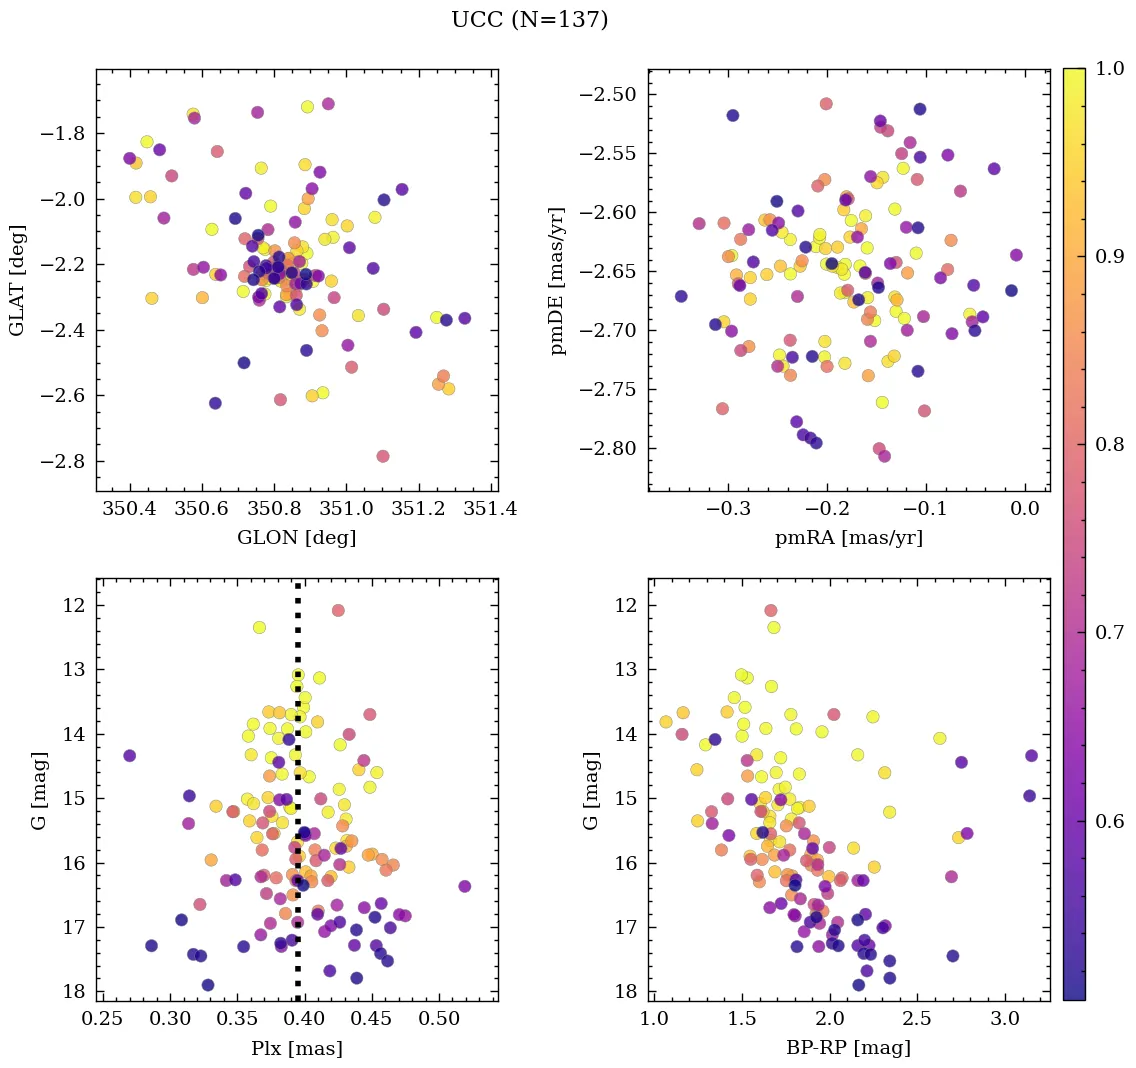 UCC (N=137)
−1.8
−2.0
−2.2
−2.4
−2.6
−2.8
GLAT [deg]
350.4 350.6 350.8 351.0 351.2 351.4
GLON [deg]
−2.50
−2.55
−2.60
−2.65
−2.70
−2.75
−2.80
pmDE [mas/yr]
−0.3 −0.2 −0.1 0.0
pmRA [mas/yr]
12
13
14
15
16
17
18
G [mag]
0.25 0.30 0.35 0.40 0.45 0.50
Plx [mas]
12
13
14
15
16
17
18
G [mag]
1.0 1.5 2.0 2.5 3.0
BP-RP [mag]
1.0
0.9
0.8
0.7
0.6